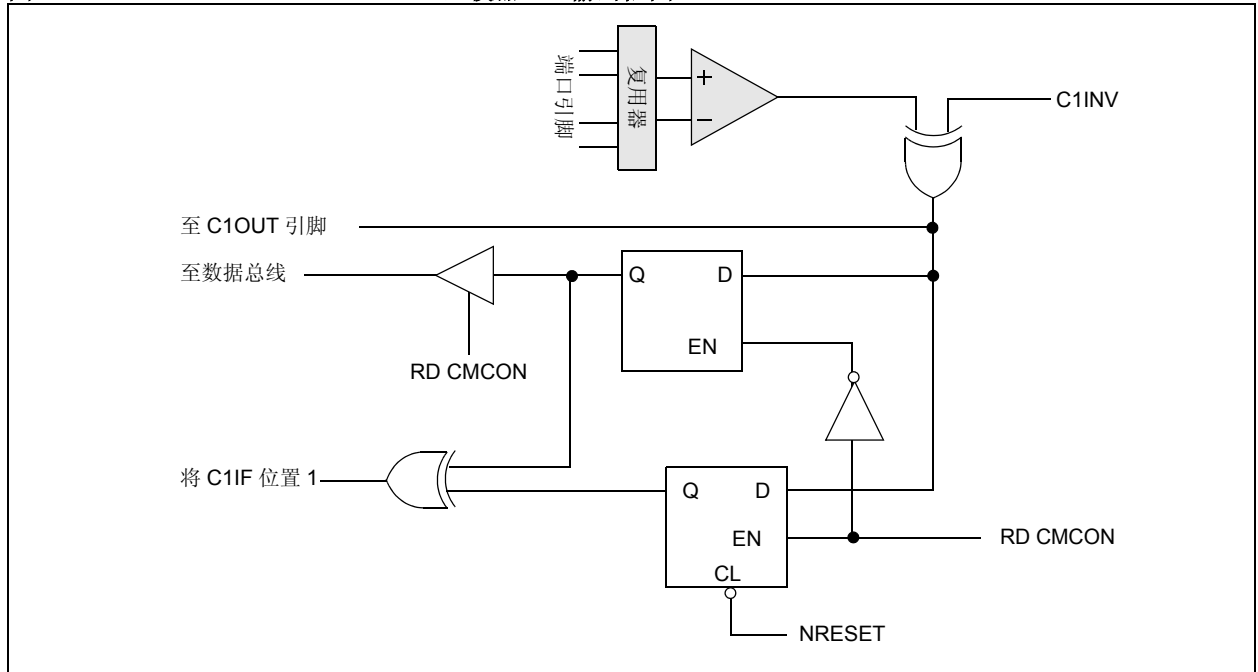 端口引脚
复用器
+
−
C1INV
至 C1OUT 引脚
至数据总线
Q D
EN
RD CMCON
将 C1IF 位置 1
Q D
EN
RD CMCON
CL
NRESET